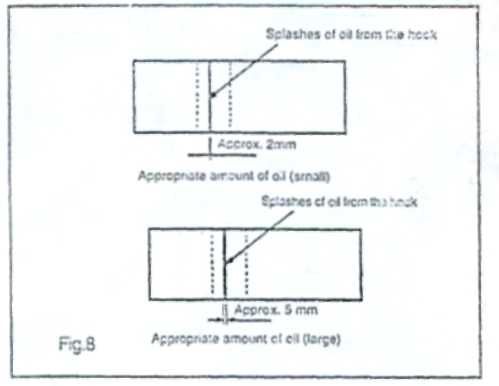 Splashes of oil from the hook
Approx. 2mm
Appropriate amount of oil (small)
Splashes of oil from the hook
Approx. 5 mm
Appropriate amount of oil (large)
Fig.8